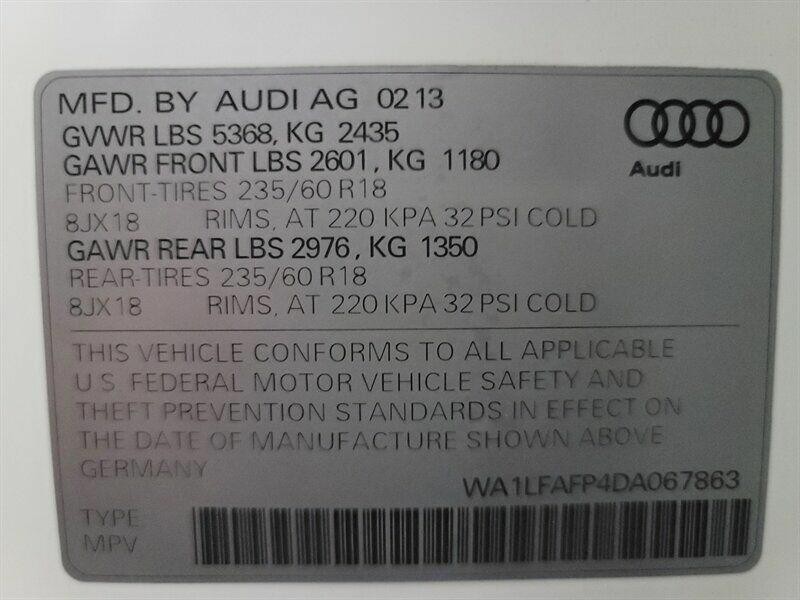 MFD. BY AUDI AG 02 13
GVWR LBS 5368, KG 2435
GAWR FRONT LBS 2601, KG 1180
FRONT-TIRES 235/60 R18
8JX18 RIMS, AT 220 KPA 32 PSI COLD
GAWR REAR LBS 2976, KG 1350
REAR-TIRES 235/60 R18
8JX18 RIMS, AT 220 KPA 32 PSI COLD
Audi
THIS VEHICLE CONFORMS TO ALL APPLICABLE
U.S. FEDERAL MOTOR VEHICLE SAFETY AND
THEFT PREVENTION STANDARDS IN EFFECT ON
THE DATE OF MANUFACTURE SHOWN ABOVE
GERMANY
WA1LFAFP4DA067863
TYPE
MPV